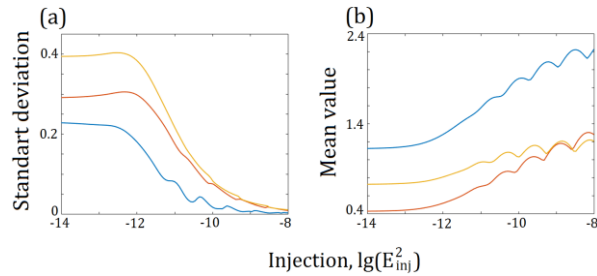 (a)
(b)
Standart deviation
0.4
0.2
0
-14
-12
-10
-8
Mean value
2.4
1.4
0.4
-14
-12
-10
-8
Injection, lg(E²inj)